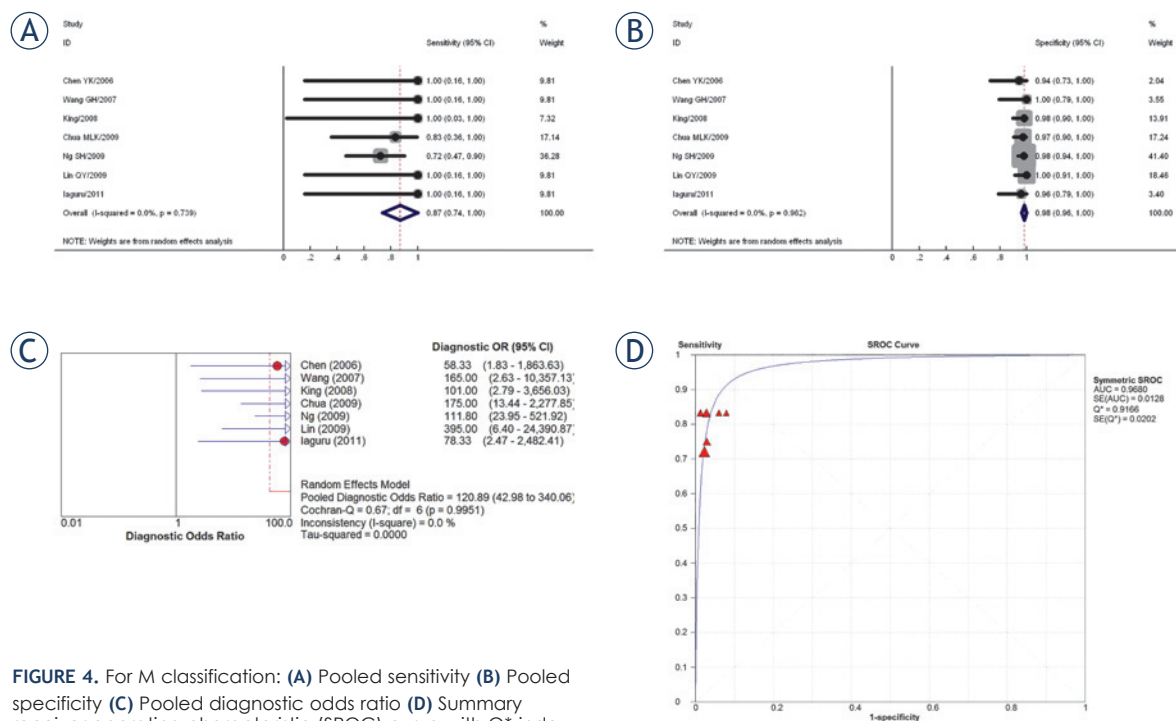 A
Study %
ID Sensitivity (95% CI) Weight
Chen YK/2006 1.00 (0.16, 1.00) 9.81
Wang GH/2007 1.00 (0.16, 1.00) 9.81
King/2008 1.00 (0.03, 1.00) 7.32
Chua MLK/2009 0.83 (0.36, 1.00) 17.14
Ng SH/2009 0.72 (0.47, 0.90) 36.28
Lin QY/2009 1.00 (0.16, 1.00) 9.81
Iaguru/2011 1.00 (0.16, 1.00) 9.81
Overall (I-squared = 0.0%, p = 0.739) 0.87 (0.74, 1.00) 100.00
NOTE: Weights are from random effects analysis
0 .2 .4 .6 .8 1
B
Study %
ID Specificity (95% CI) Weight
Chen YK/2006 0.94 (0.73, 1.00) 2.04
Wang GH/2007 1.00 (0.79, 1.00) 3.55
King/2008 0.98 (0.90, 1.00) 13.91
Chua MLK/2009 0.97 (0.90, 1.00) 17.24
Ng SH/2009 0.98 (0.94, 1.00) 41.40
Lin QY/2009 1.00 (0.91, 1.00) 18.46
Iaguru/2011 0.96 (0.79, 1.00) 3.40
Overall (I-squared = 0.0%, p = 0.962) 0.98 (0.96, 1.00) 100.00
NOTE: Weights are from random effects analysis
0 .2 .4 .6 .8 1
C
Diagnostic OR (95% CI)
Chen (2006) 58.33 (1.83 - 1,863.63)
Wang (2007) 165.00 (2.63 - 10,357.13)
King (2008) 101.00 (2.79 - 3,656.03)
Chua (2009) 175.00 (13.44 - 2,277.85)
Ng (2009) 111.80 (23.95 - 521.92)
Lin (2009) 395.00 (6.40 - 24,390.87)
Iaguru (2011) 78.33 (2.47 - 2,482.41)
Random Effects Model
Pooled Diagnostic Odds Ratio = 120.89 (42.98 to 340.06)
Cochran-Q = 0.67; df = 6 (p = 0.9951)
Inconsistency (I-square) = 0.0 %
Tau-squared = 0.0000
0.01 1 100.0
Diagnostic Odds Ratio
D
Sensitivity SROC Curve
1
0.9
0.8
0.7
0.6
0.5
0.4
0.3
0.2
0.1
0
0 0.2 0.4 0.6 0.8 1
1-specificity
Symmetric SROC
AUC = 0.9680
SE(AUC) = 0.0128
Q* = 0.9166
SE(Q*) = 0.0202
FIGURE 4. For M classification: (A) Pooled sensitivity (B) Pooled
specificity (C) Pooled diagnostic odds ratio (D) Summary